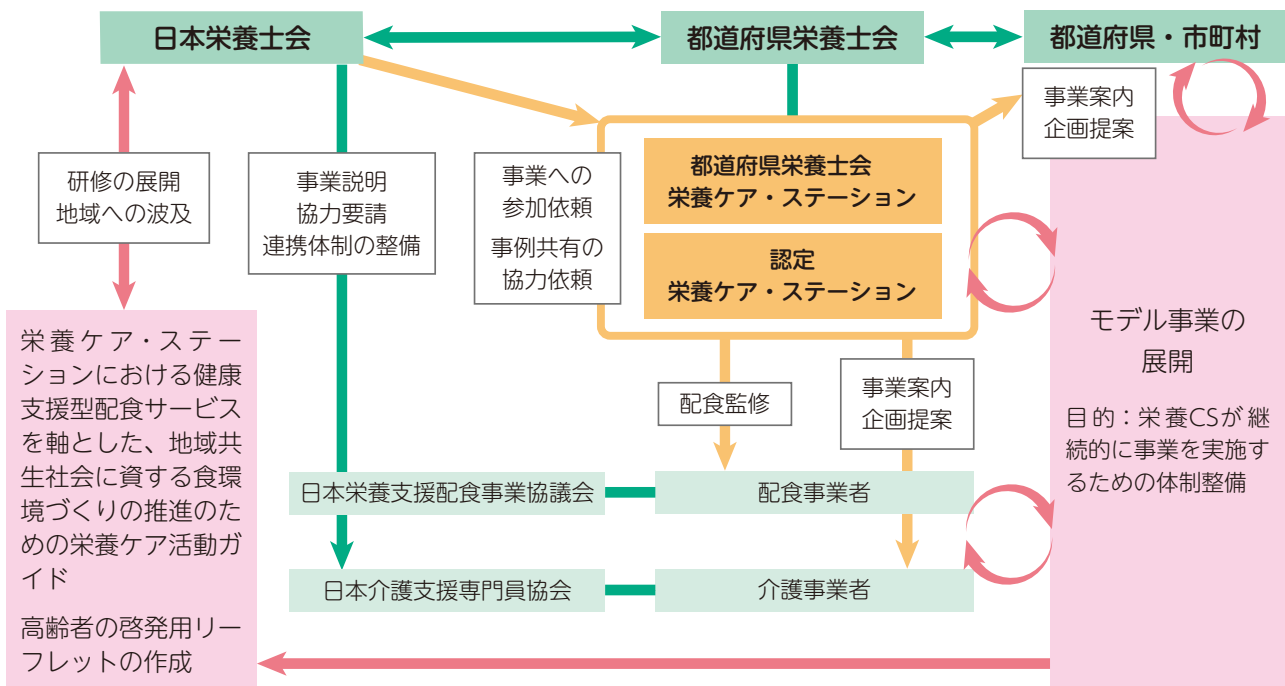 日本栄養士会
都道府県栄養士会
都道府県・市町村
事業案内
企画提案
研修の展開
地域への波及
事業説明
協力要請
連携体制の整備
事業への
参加依頼
事例共有の
協力依頼
都道府県栄養士会
栄養ケア・ステーション
認定
栄養ケア・ステーション
配食監修
事業案内
企画提案
日本栄養支援配食事業協議会
配食事業者
日本介護支援専門員協会
介護事業者
栄養ケア・ステー
ションにおける健康
支援型配食サービス
を軸とした、地域共
生社会に資する食環
境づくりの推進のた
めの栄養ケア活動ガ
イド
高齢者の啓発用リー
フレットの作成
モデル事業の
展開
目的：栄養CSが継
続的に事業を実施す
るための体制整備